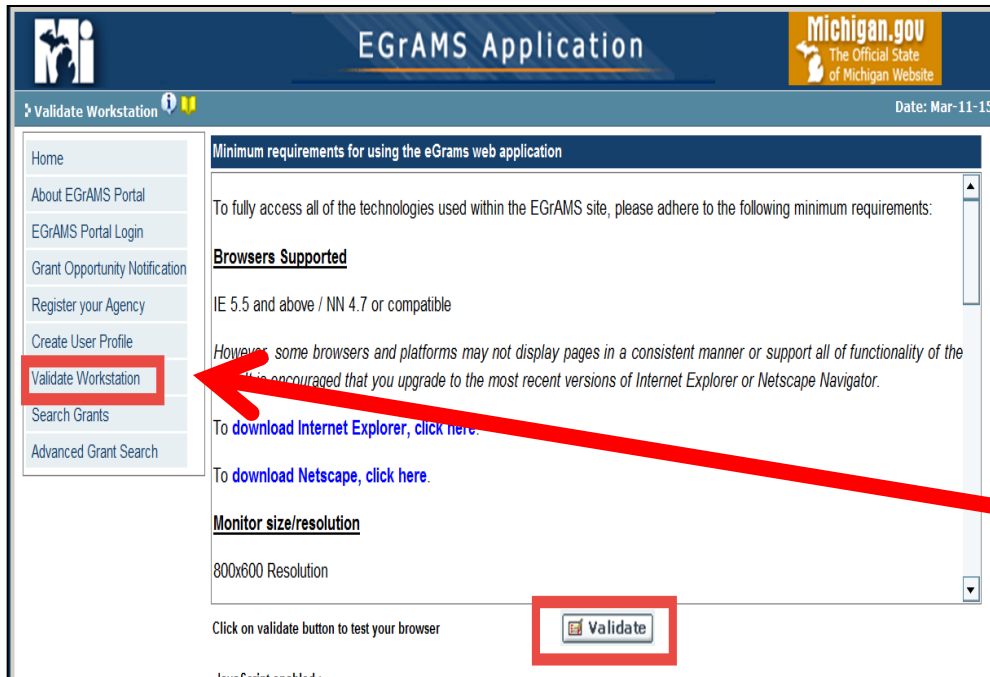 Mi
EGrAMS Application
Michigan.gov
The Official State
of Michigan Website
Validate Workstation
Date: Mar-11-15
Home
About EGrAMS Portal
EGrAMS Portal Login
Grant Opportunity Notification
Register your Agency
Create User Profile
Validate Workstation
Search Grants
Advanced Grant Search
Minimum requirements for using the eGrams web application
To fully access all of the technologies used within the EGrAMS site, please adhere to the following minimum requirements:
Browsers Supported
IE 5.5 and above / NN 4.7 or compatible
However, some browsers and platforms may not display pages in a consistent manner or support all of functionality of the
encouraged that you upgrade to the most recent versions of Internet Explorer or Netscape Navigator.
To download Internet Explorer, click here.
To download Netscape, click here.
Monitor size/resolution
800x600 Resolution
Click on validate button to test your browser
Validate